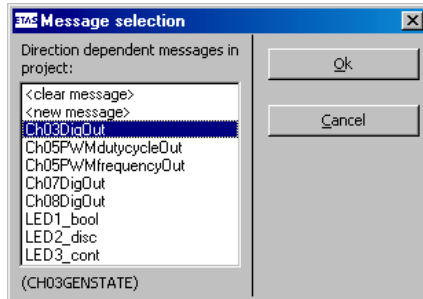 ETAS Message selection
Direction dependent messages in
project:
<clear message>
<new message>
Ch03DigOut
Ch05PWMdutycycleOut
Ch05PWMfrequencyOut
Ch07DigOut
Ch08DigOut
LED1_bool
LED2_disc
LED3_cont
(CH03GENSTATE)
Ok
Cancel